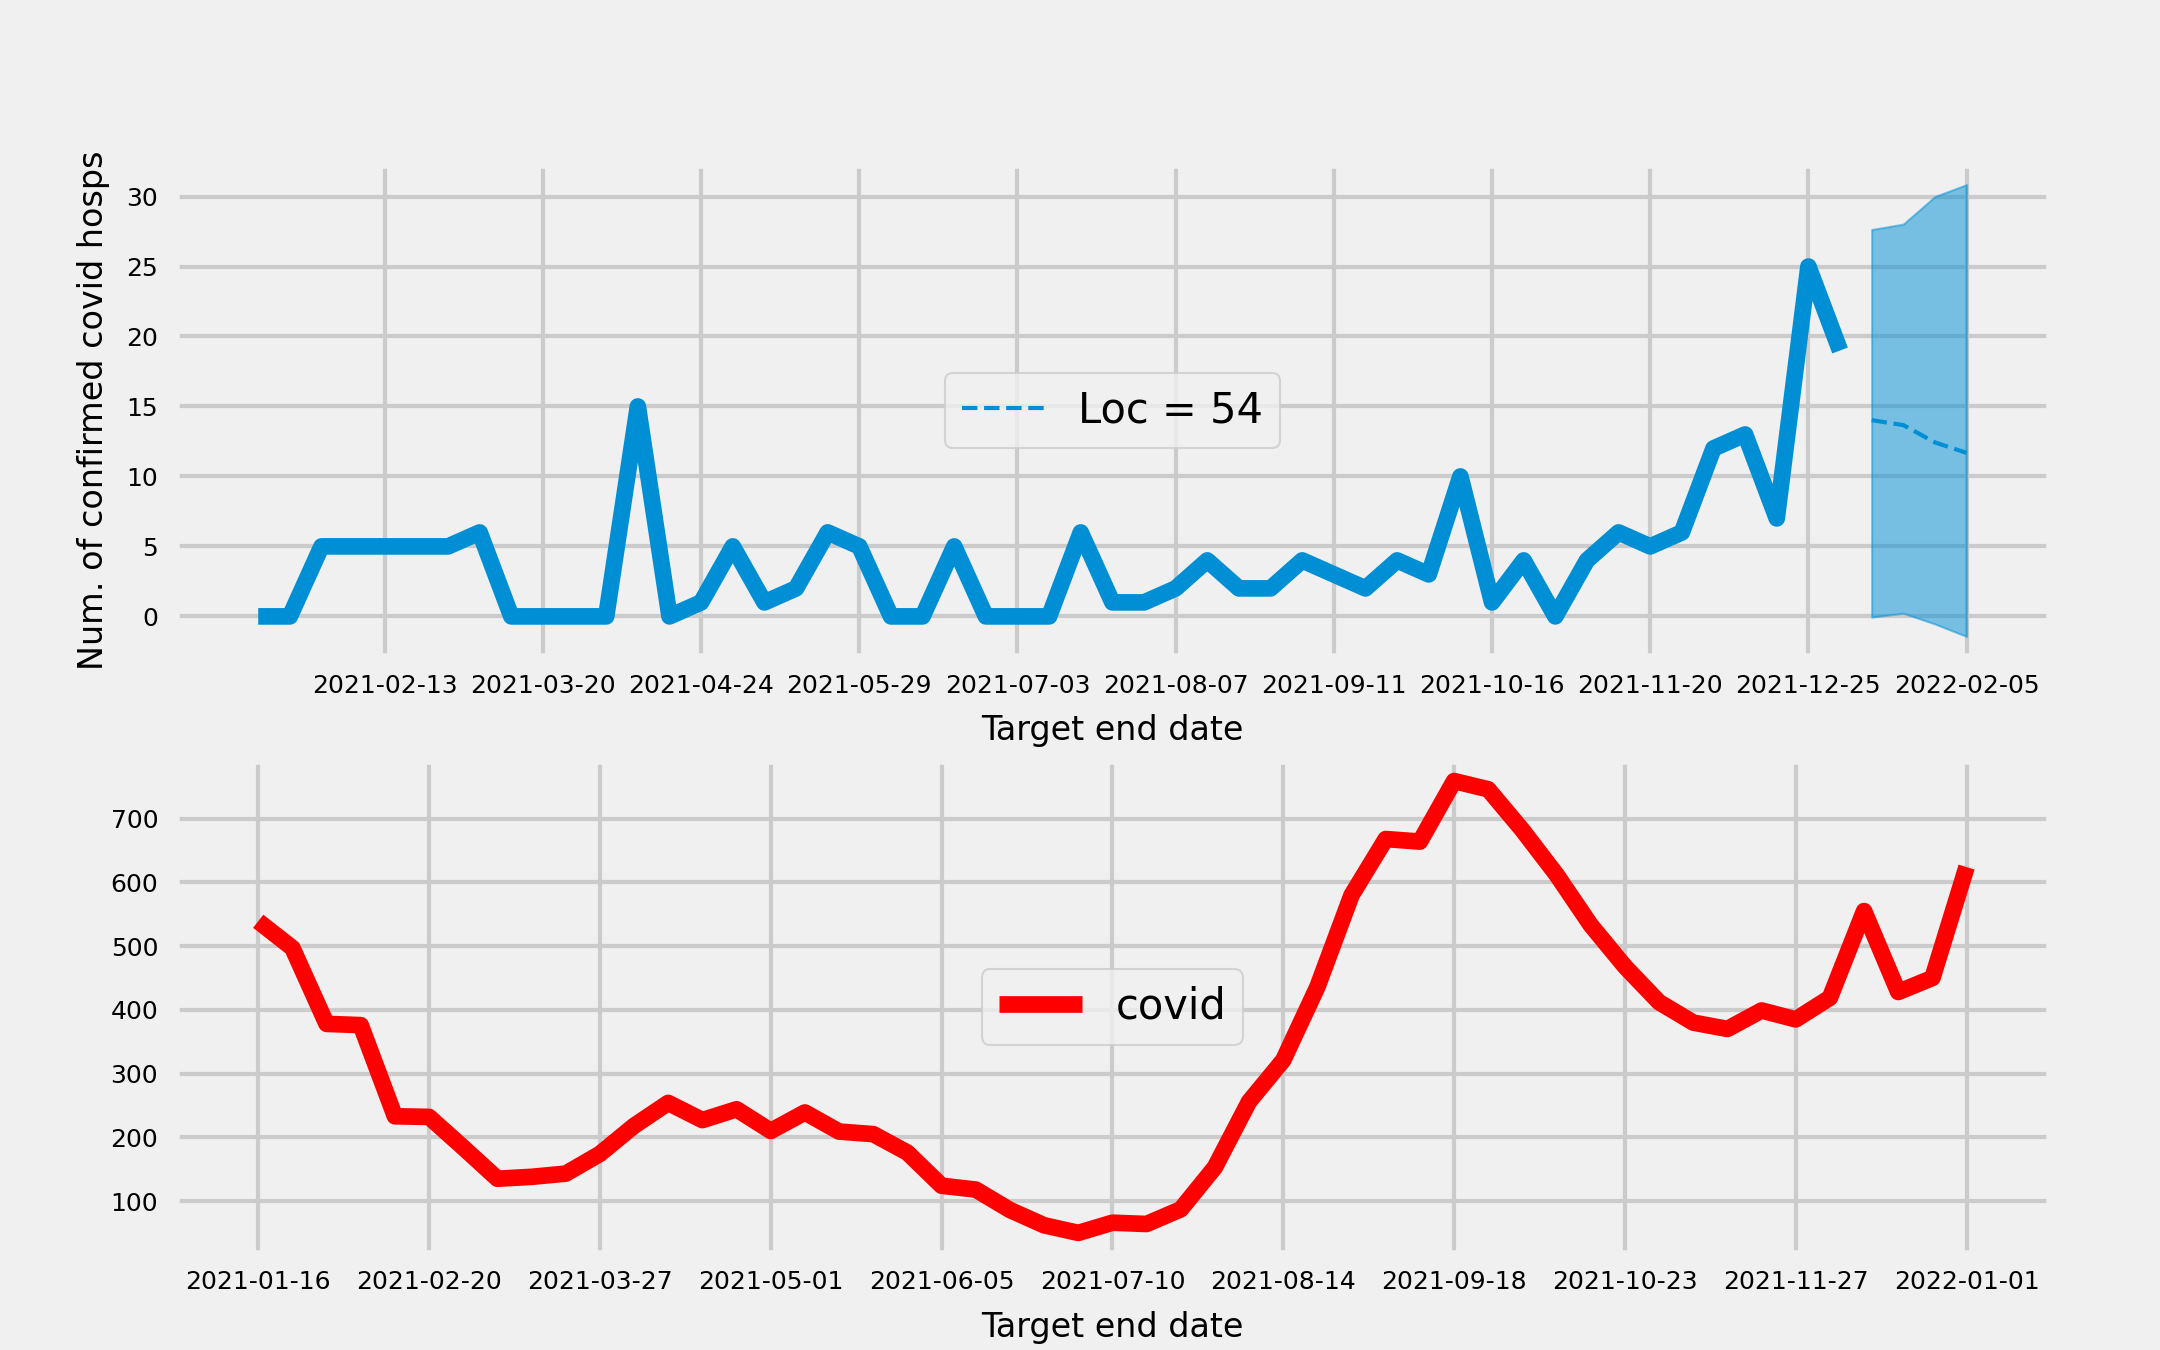 Num. of confirmed covid hosps
30
25
20
15
10
5
0
Loc = 54
2021-02-13 2021-03-20 2021-04-24 2021-05-29 2021-07-03 2021-08-07 2021-09-11 2021-10-16 2021-11-20 2021-12-25 2022-02-05
Target end date
700
600
500
400
300
200
100
covid
2021-01-16 2021-02-20 2021-03-27 2021-05-01 2021-06-05 2021-07-10 2021-08-14 2021-09-18 2021-10-23 2021-11-27 2022-01-01
Target end date